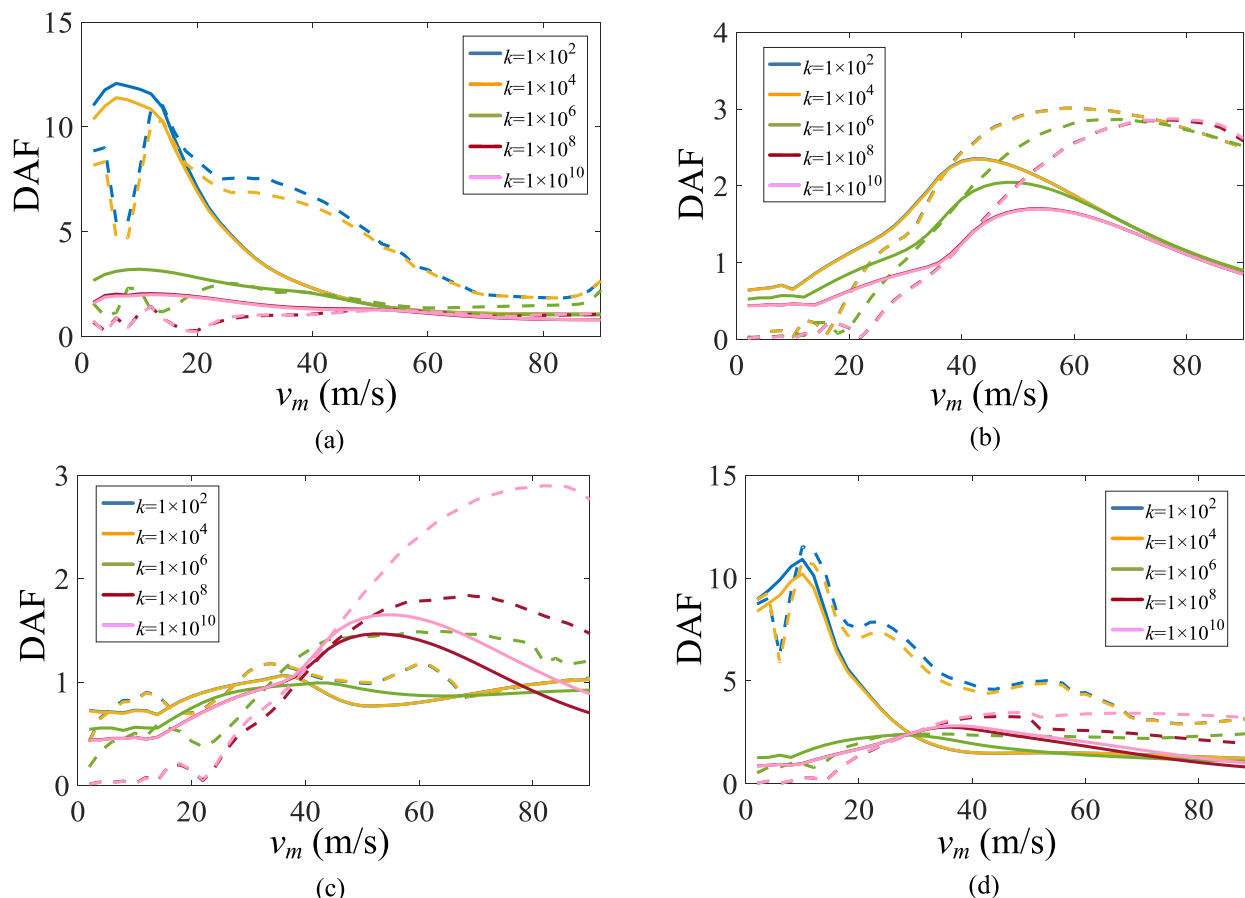 15
10
5
0
DAF
0 20 40 60 80
v_m (m/s)
k=1×10²
k=1×10⁴
k=1×10⁶
k=1×10⁸
k=1×10¹⁰
(a)
4
3
2
1
0
DAF
0 20 40 60 80
v_m (m/s)
k=1×10²
k=1×10⁴
k=1×10⁶
k=1×10⁸
k=1×10¹⁰
(b)
3
2
1
0
DAF
0 20 40 60 80
v_m (m/s)
k=1×10²
k=1×10⁴
k=1×10⁶
k=1×10⁸
k=1×10¹⁰
(c)
15
10
5
0
DAF
0 20 40 60 80
v_m (m/s)
k=1×10²
k=1×10⁴
k=1×10⁶
k=1×10⁸
k=1×10¹⁰
(d)